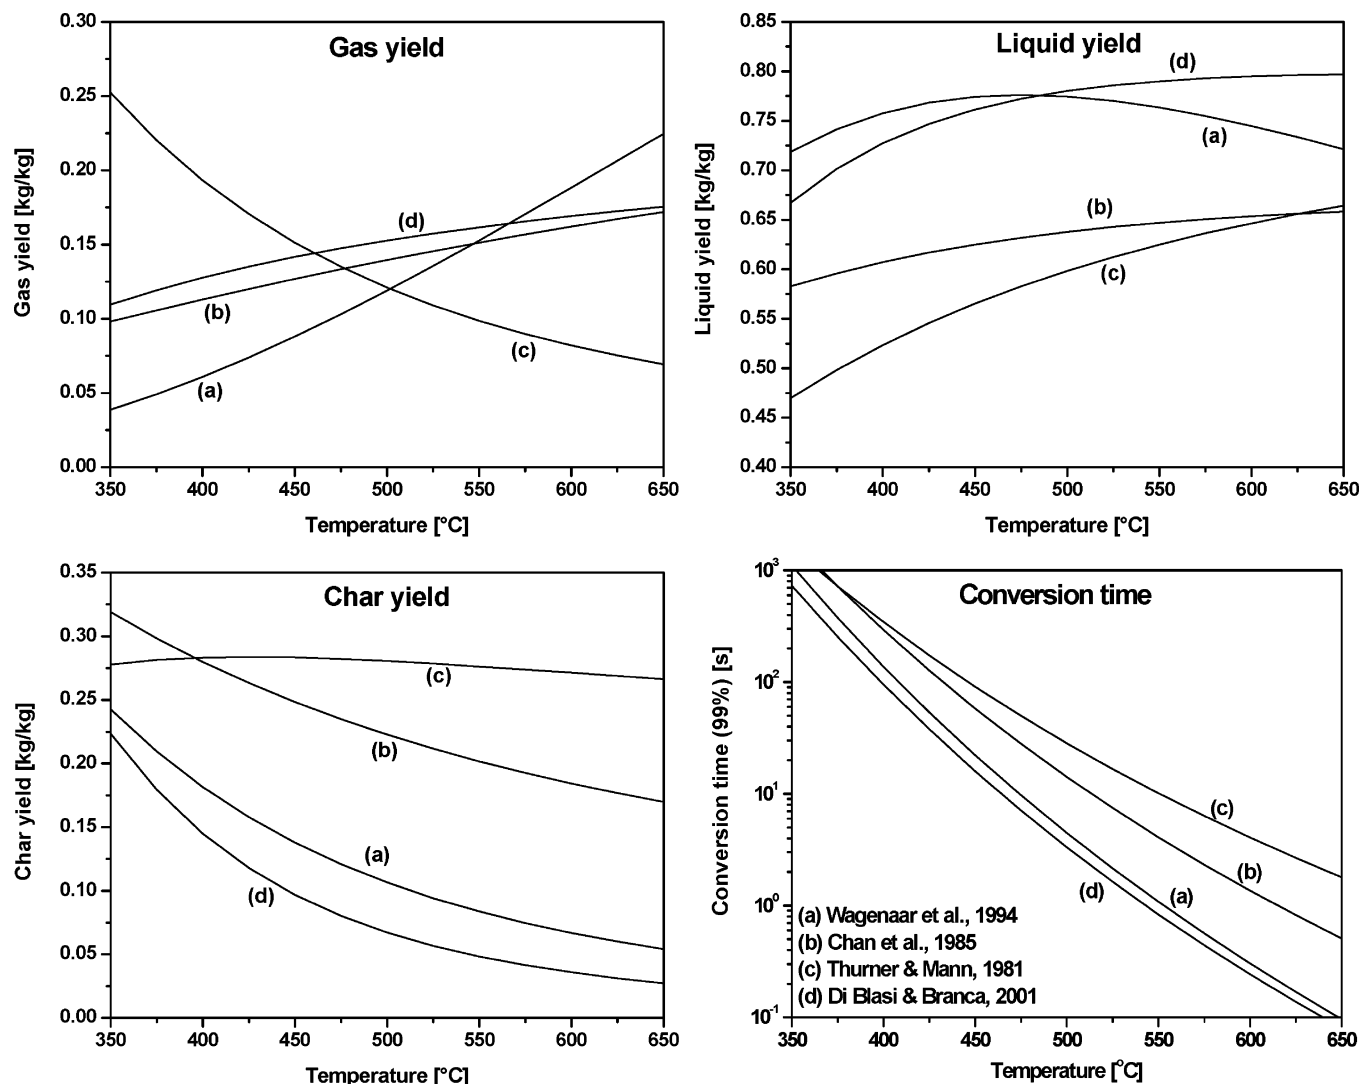 Gas yield
Gas yield [kg/kg]
0.30
0.25
0.20
0.15
0.10
0.05
0.00
(d)
(b)
(c)
(a)
350 400 450 500 550 600 650
Temperature [°C]
Liquid yield
Liquid yield [kg/kg]
0.85
0.80
0.75
0.70
0.65
0.60
0.55
0.50
0.45
0.40
(d)
(a)
(b)
(c)
350 400 450 500 550 600 650
Temperature [°C]
Char yield
Char yield [kg/kg]
0.35
0.30
0.25
0.20
0.15
0.10
0.05
0.00
(c)
(b)
(a)
(d)
350 400 450 500 550 600 650
Temperature [°C]
Conversion time
Conversion time (99%) [s]
10³
10²
10¹
10⁰
10⁻¹
(c)
(b)
(a)
(d)
(a) Wagenaar et al., 1994
(b) Chan et al., 1985
(c) Thurner & Mann, 1981
(d) Di Blasi & Branca, 2001
350 400 450 500 550 600 650
Temperature [°C]